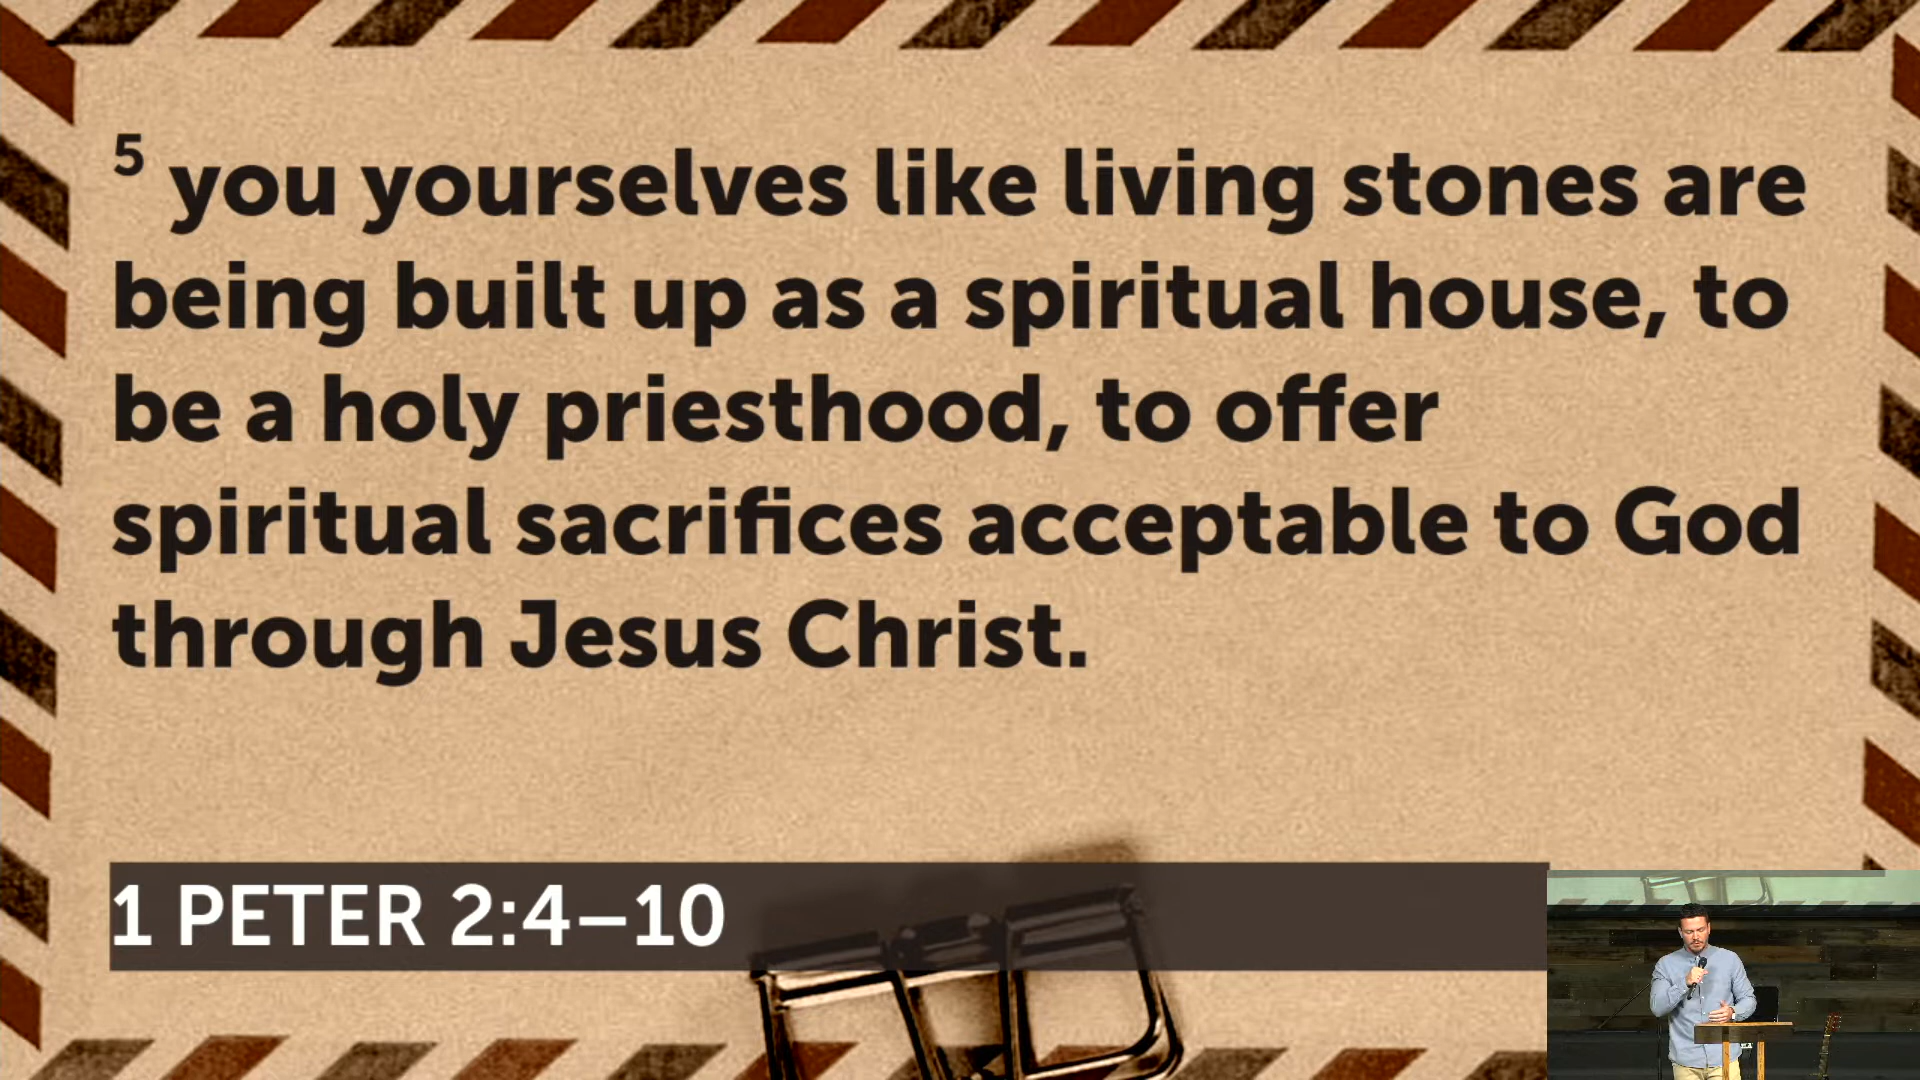 5 you yourselves like living stones are
being built up as a spiritual house, to
be a holy priesthood, to offer
spiritual sacrifices acceptable to God
through Jesus Christ.
1 PETER 2:4–10